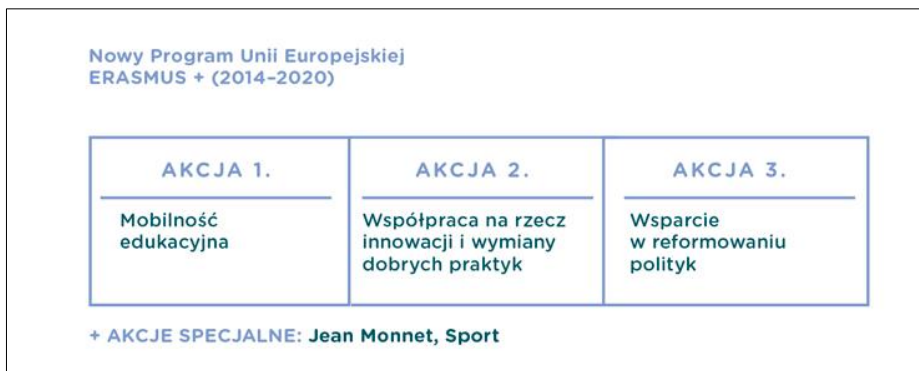 Nowy Program Unii Europejskiej
ERASMUS + (2014–2020)
AKCJA 1.
Mobilność
edukacyjna
AKCJA 2.
Współpraca na rzecz
innowacji i wymiany
dobrych praktyk
AKCJA 3.
Wsparcie
w reformowaniu
polityk
+ AKCJE SPECJALNE: Jean Monnet, Sport